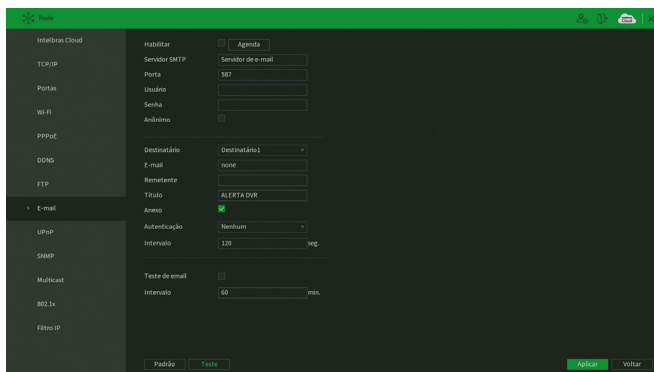 Rede
Intelbras Cloud
TCP/IP
Portas
Wi-Fi
PPPoE
DDNS
FTP
E-mail
UPnP
SNMP
Multicast
802.1x
Filtro IP
Habilitar Agenda
Servidor SMTP Servidor de e-mail
Porta 587
Usuário
Senha
Anônimo
Destinatário Destinatário1
E-mail none
Remetente
Título ALERTA DVR
Anexo
Autenticação Nenhum
Intervalo 120 seg.
Teste de email
Intervalo 60 min.
Padrão Teste
Aplicar Voltar